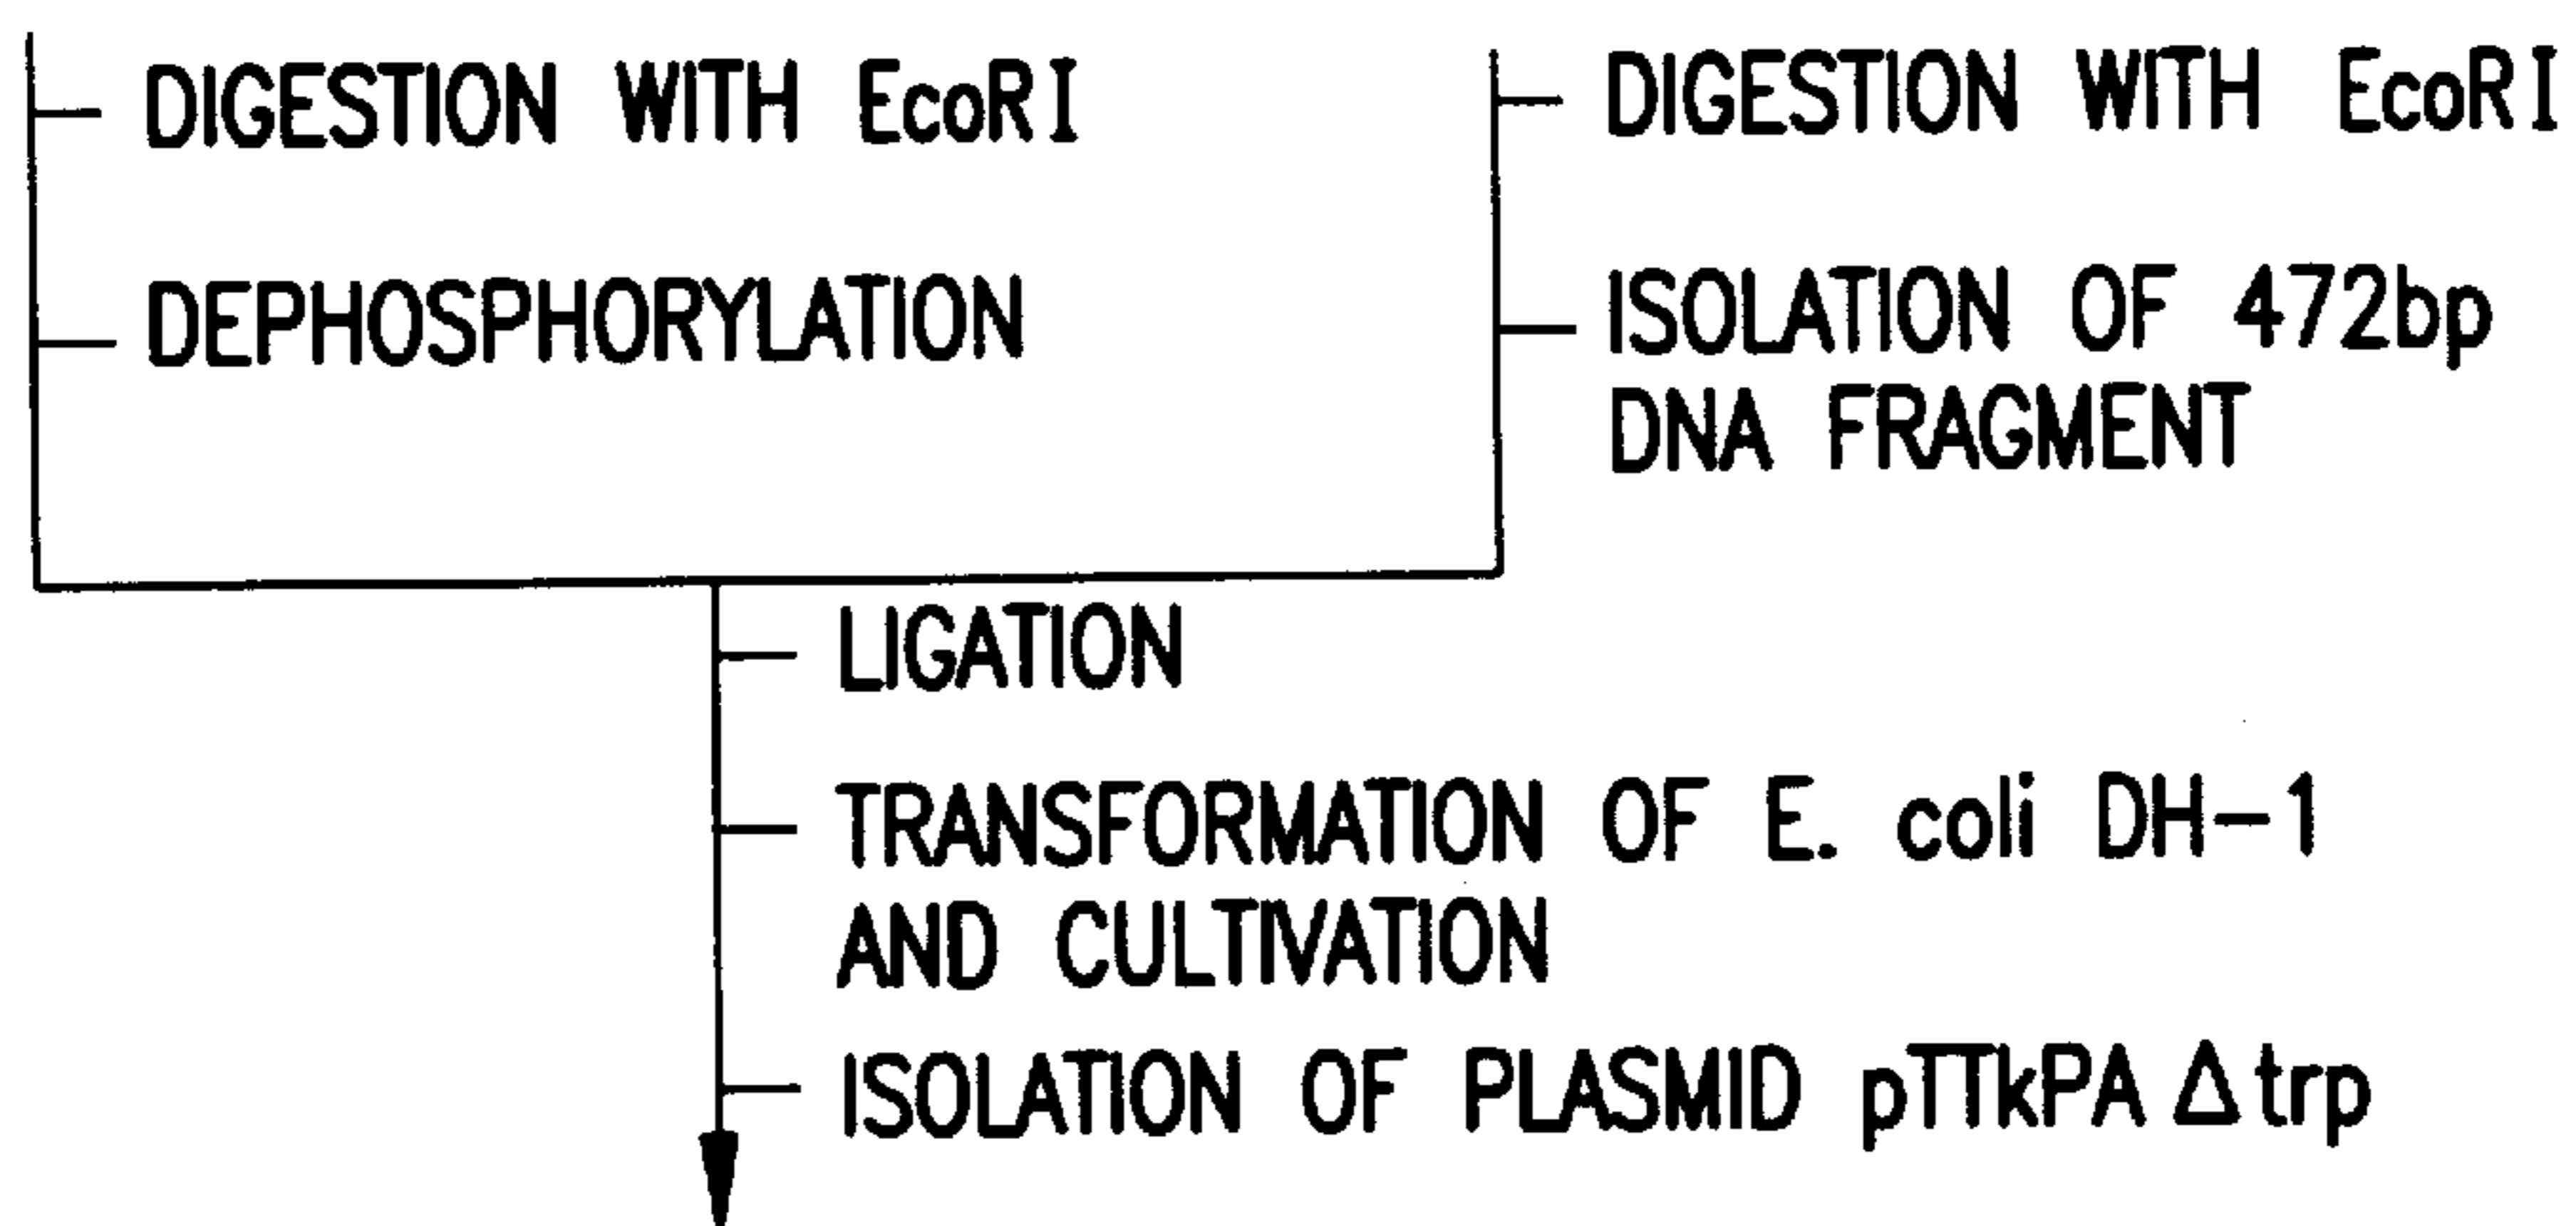 DIGESTION WITH EcoRI
DEPHOSPHORYLATION
DIGESTION WITH EcoRI
ISOLATION OF 472bp
DNA FRAGMENT
LIGATION
TRANSFORMATION OF E. coli DH-1
AND CULTIVATION
ISOLATION OF PLASMID pTTkPA Δ trp